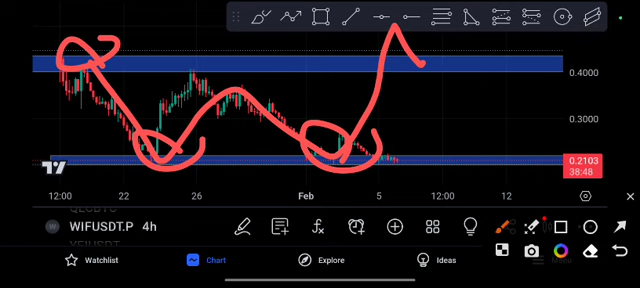 0.4000
0.3000
0.2103
38:48
12:00 22 26 Feb 5 12:00 12
WIFUSDT.P 4h
Watchlist Chart Explore Ideas